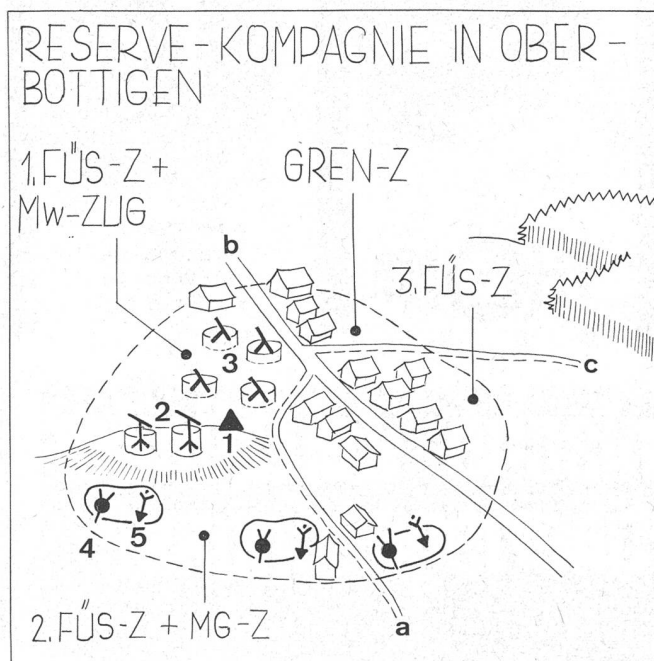 RESERVE-KOMPAGNIE IN OBER-
BOTTIGEN
1. FÜS-Z +
MW-ZUG
GREN-Z
b
3. FÜS-Z
3
c
2
1
4
5
2. FÜS-Z + MG-Z
a